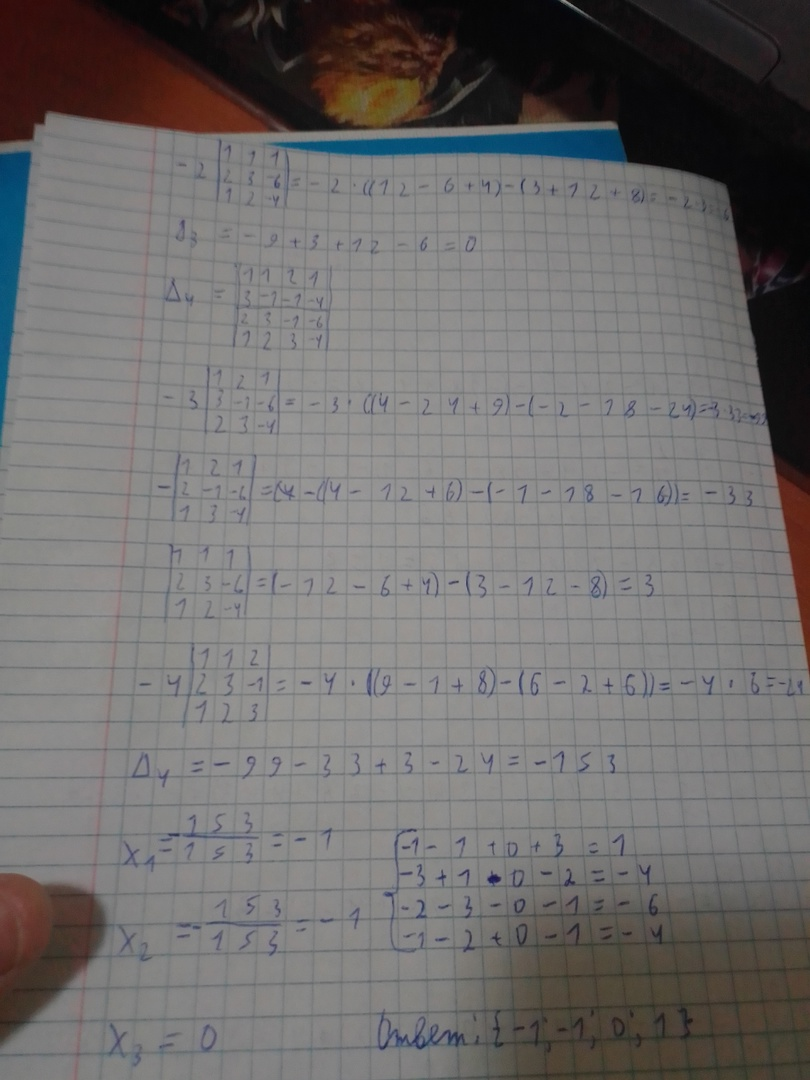 -2 |1 1 1| = -2 · ((12 - 6 + 4) - (3 + 12 + 8) = -2·3=
|2 3 -6|
|1 2 -4|
Δ3 = -9 + 3 + 12 - 6 = 0
Δ4 = |1 1 2 1|
|3 -1 -1 -4|
|2 3 -1 -6|
|1 2 3 -4|
-3 |1 2 1| = -3 · ((4 - 24 + 9) - (-2 - 18 - 24) =
|3 -1 -6|
|2 3 -4|
- |1 2 1| = (4 - ((4 - 12 + 6) - (-1 - 18 - 16)) = -33
|2 -1 -6|
|1 3 -4|
|1 1 1| = (-12 - 6 + 4) - (3 - 12 - 8) = 3
|2 3 -6|
|1 2 -4|
-4 |1 1 2| = -4 · ((9 - 1 + 8) - (6 - 2 + 6)) = -4 · 6 = -24
|2 3 -1|
|1 2 3|
Δ4 = -99 - 33 + 3 - 24 = -153
X1 = -153/153 = -1
X2 = -153/153 = -1
X3 = 0
{-1 - 1 + 0 + 3 = 1
-3 + 1 - 0 - 2 = -4
-2 - 3 - 0 - 1 = -6
-1 - 2 + 0 - 1 = -4
Ответ: {-1; -1; 0; 1}